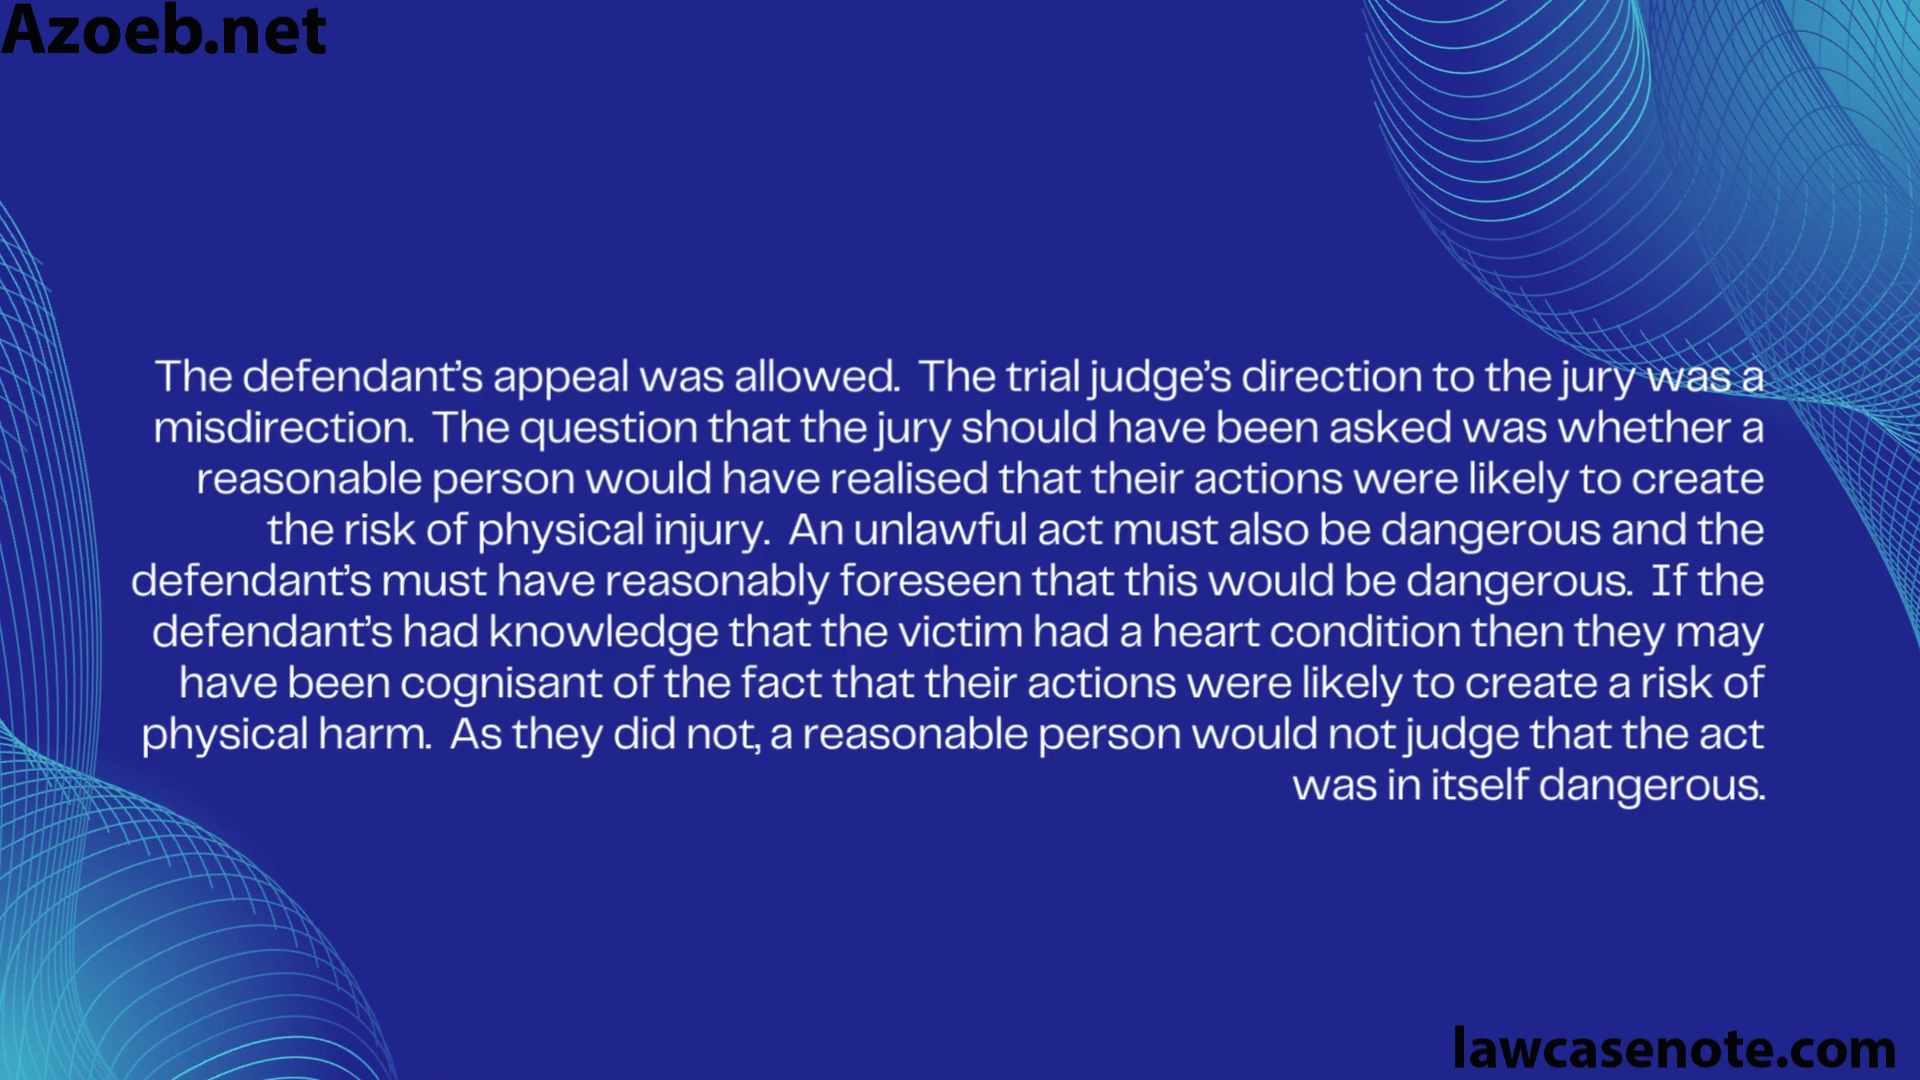 Azoeb.net
The defendant’s appeal was allowed.  The trial judge’s direction to the jury was a
misdirection.  The question that the jury should have been asked was whether a
reasonable person would have realised that their actions were likely to create
the risk of physical injury.  An unlawful act must also be dangerous and the
defendant’s must have reasonably foreseen that this would be dangerous.  If the
defendant’s had knowledge that the victim had a heart condition then they may
have been cognisant of the fact that their actions were likely to create a risk of
physical harm.  As they did not, a reasonable person would not judge that the act
was in itself dangerous.
lawcasenote.com